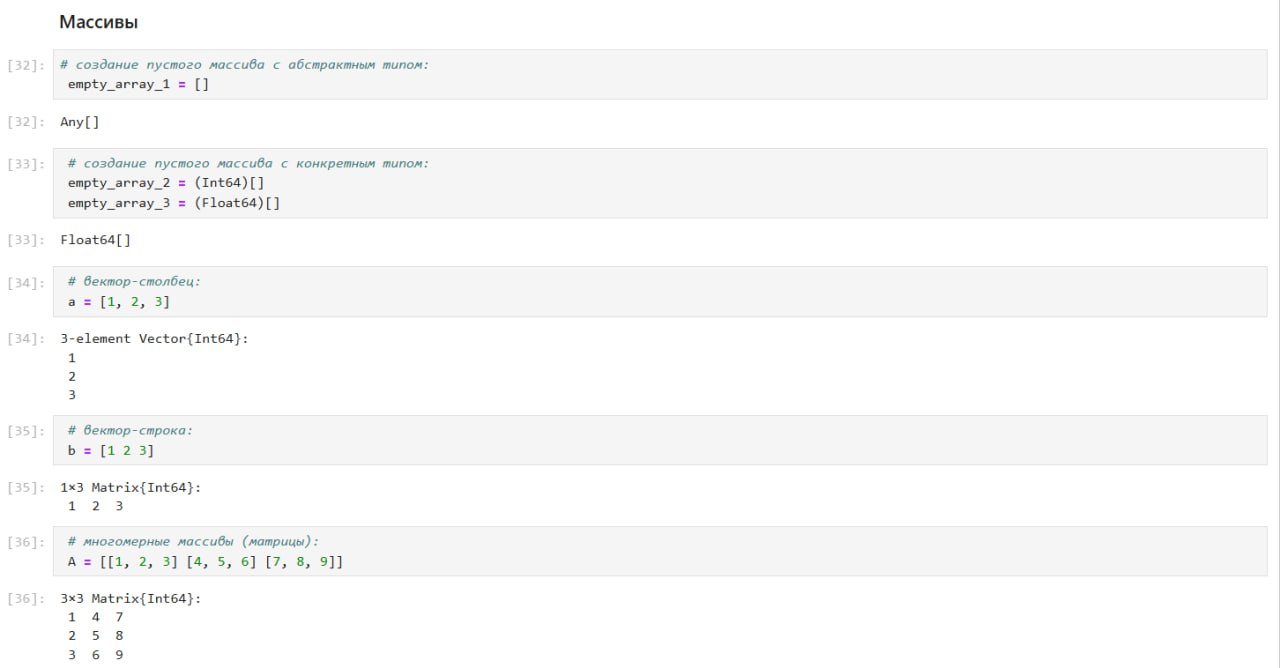 Массивы
[32]: # создание пустого массива с абстрактным типом:
empty_array_1 = []
[32]: Any[]
[33]: # создание пустого массива с конкретным типом:
empty_array_2 = (Int64)[]
empty_array_3 = (Float64)[]
[33]: Float64[]
[34]: # вектор-столбец:
a = [1, 2, 3]
[34]: 3-element Vector{Int64}:
1
2
3
[35]: # вектор-строка:
b = [1 2 3]
[35]: 1×3 Matrix{Int64}:
1 2 3
[36]: # многомерные массивы (матрицы):
A = [[1, 2, 3] [4, 5, 6] [7, 8, 9]]
[36]: 3×3 Matrix{Int64}:
1 4 7
2 5 8
3 6 9